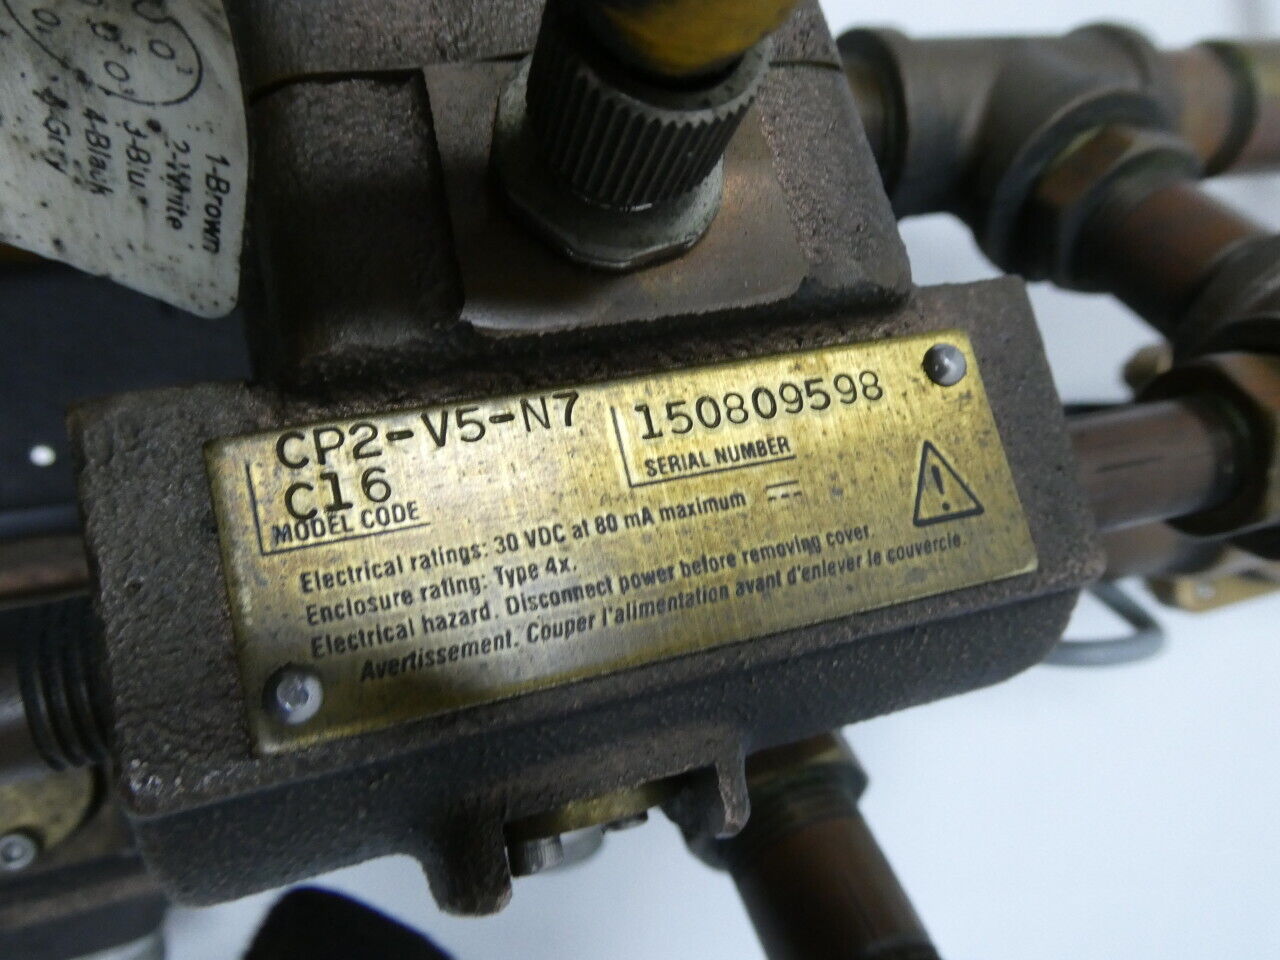 1-Brown
2-White
3-Blu
4-Black
CP2-V5-N7
C16
MODEL CODE
150809598
SERIAL NUMBER
Electrical ratings: 30 VDC at 80 mA maximum
Enclosure rating: Type 4x.
Electrical hazard. Disconnect power before removing cover.
Avertissement. Couper l'alimentation avant d'enlever le couvercle.